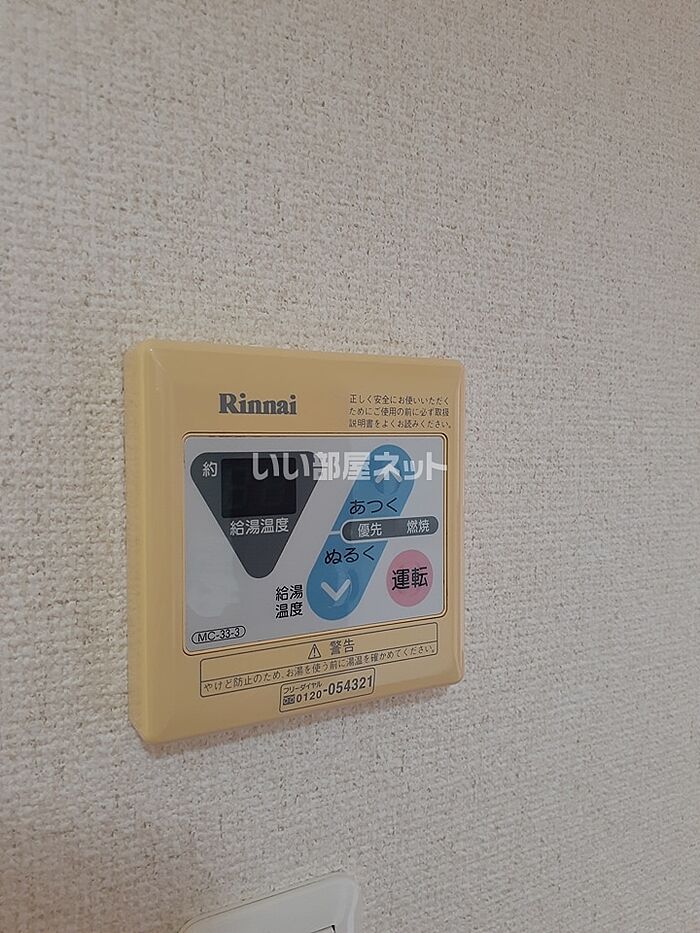 Rinnai
正しく安全にお使いいただく
ためにご使用の前に必ず取扱
説明書をよくお読みください。
いい部屋ネット
約
給湯温度
あつく
優先 燃焼
ぬるく
給湯
温度
運転
MC-33-3
⚠ 警告
やけど防止のため、お湯を使う前に湯温を確かめてください。
フリーダイヤル
0120-054321